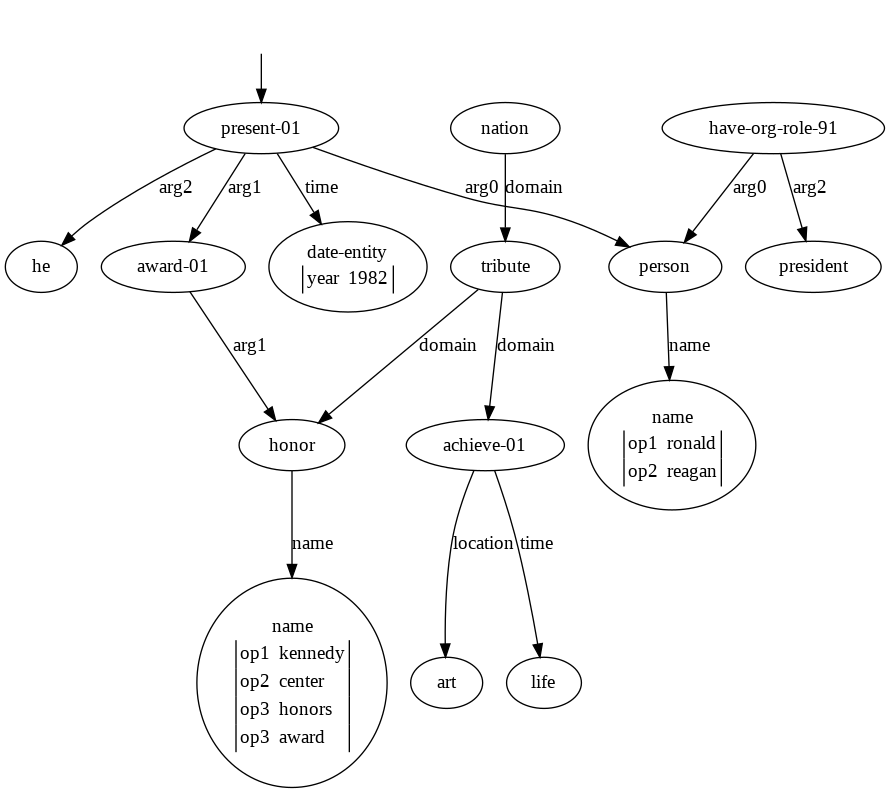 present-01
nation
have-org-role-91
arg2
arg1
time
arg0
domain
arg0
arg2
he
award-01
date-entity
year 1982
tribute
person
president
arg1
domain
domain
name
honor
achieve-01
name
op1 ronald
op2 reagan
name
location
time
name
op1 kennedy
op2 center
op3 honors
op3 award
art
life